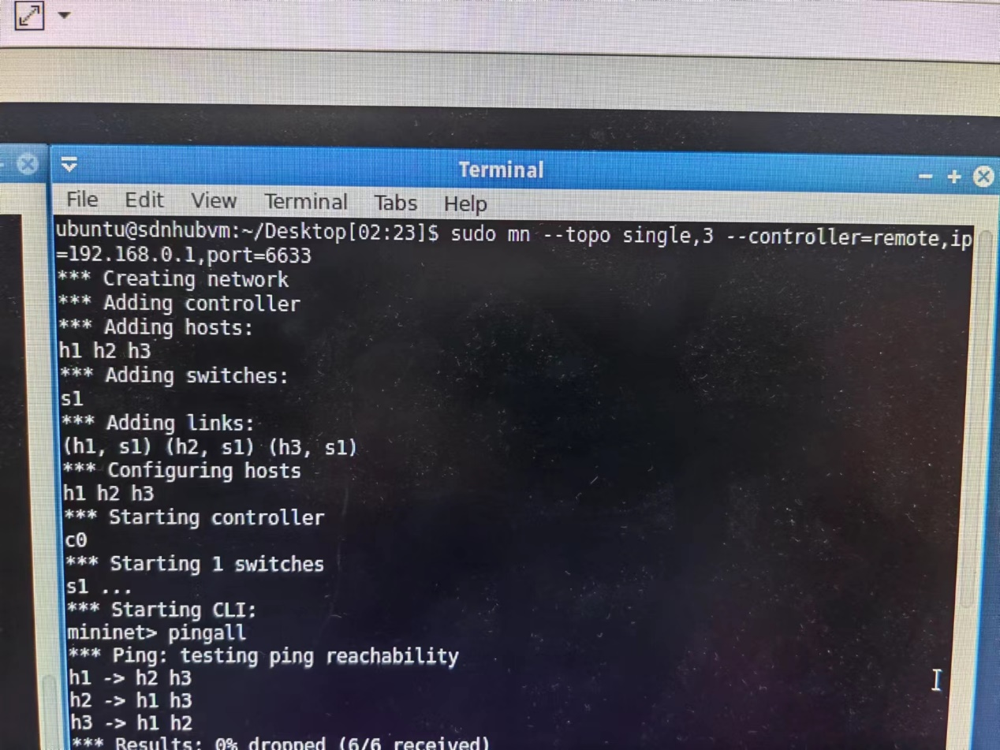 Terminal
File Edit View Terminal Tabs Help
ubuntu@sdnhubvm:~/Desktop[02:23]$ sudo mn --topo single,3 --controller=remote,ip
=192.168.0.1,port=6633
*** Creating network
*** Adding controller
*** Adding hosts:
h1 h2 h3
*** Adding switches:
s1
*** Adding links:
(h1, s1) (h2, s1) (h3, s1)
*** Configuring hosts
h1 h2 h3
*** Starting controller
c0
*** Starting 1 switches
s1 ...
*** Starting CLI:
mininet> pingall
*** Ping: testing ping reachability
h1 -> h2 h3
h2 -> h1 h3
h3 -> h1 h2
*** Results: 0% dropped (6/6 received)